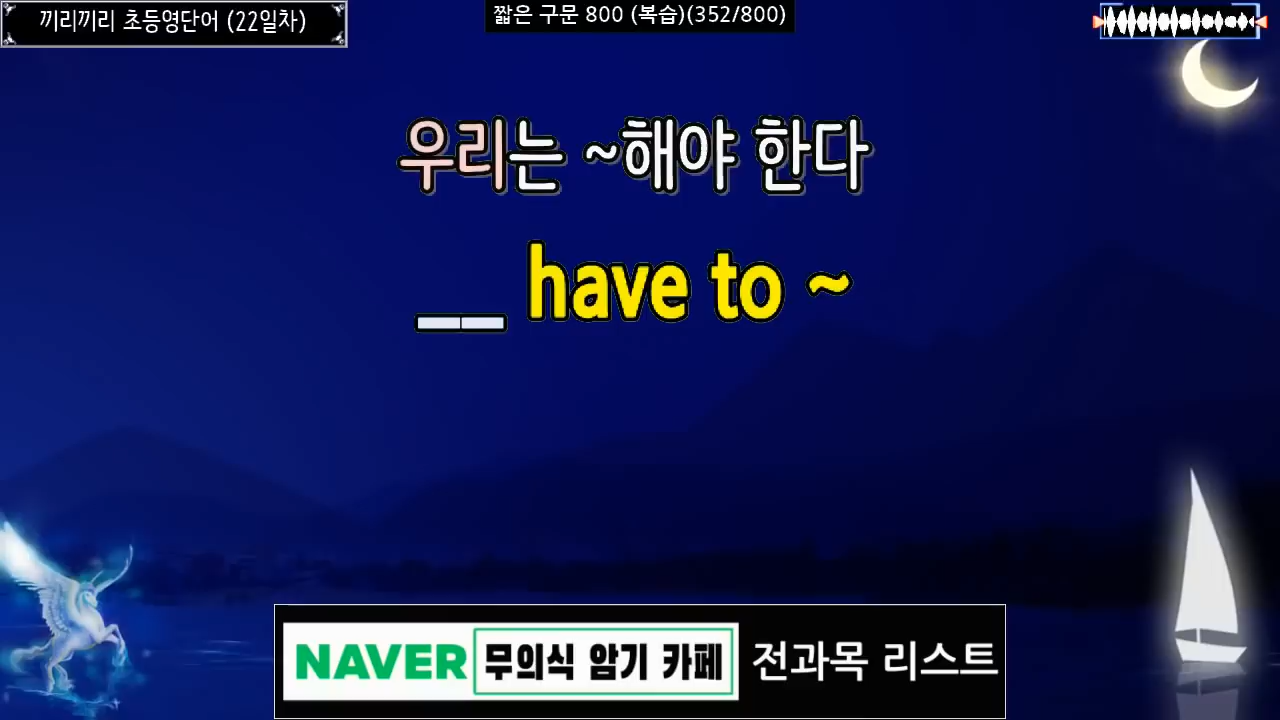 끼리끼리 초등영단어 (22일차)
짧은 구문 800 (복습)(352/800)
우리는 ~해야 한다
__ have to ~
NAVER 무의식 암기 카페 전과목 리스트